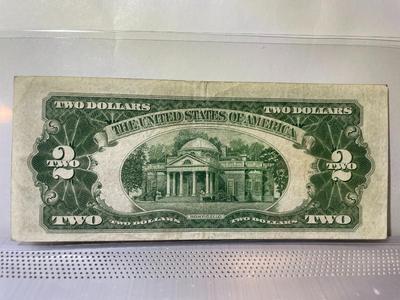 TWO DOLLARS TWO DOLLARS
THE UNITED STATES OF AMERICA
2 2
TWO TWO
MONTICELLO
TWO TWO DOLLARS TWO DOLLARS TWO